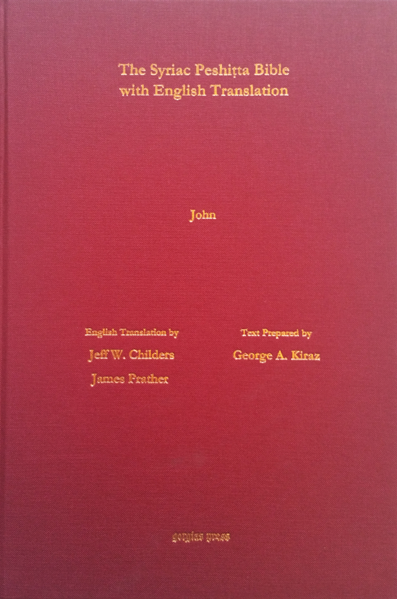 The Syriac Peshiṭta Bible
with English Translation
John
English Translation by
Jeff W. Childers
James Prather
Text Prepared by
George A. Kiraz
gorgias press